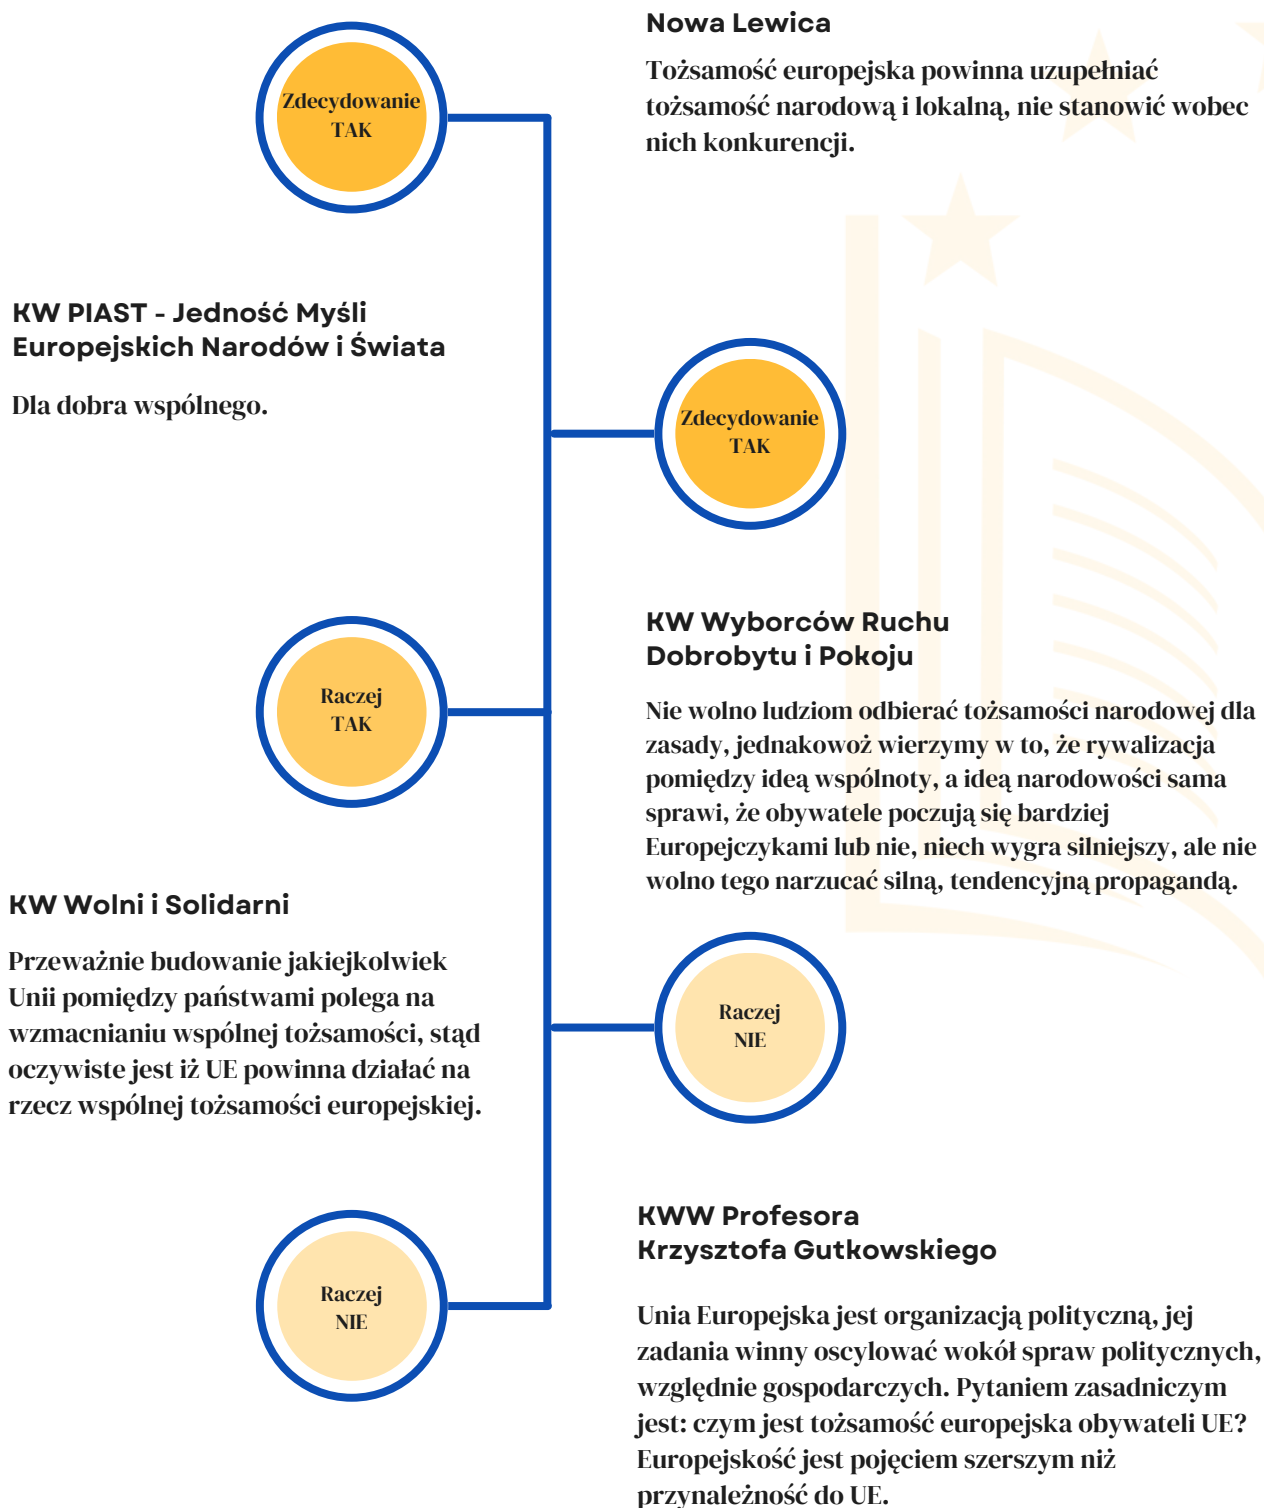 Zdecydowanie
TAK
Nowa Lewica
Tożsamość europejska powinna uzupełniać
tożsamość narodową i lokalną, nie stanowić wobec
nich konkurencji.
KW PIAST - Jedność Myśli
Europejskich Narodów i Świata
Dla dobra wspólnego.
Zdecydowanie
TAK
Raczej
TAK
KW Wyborców Ruchu
Dobrobytu i Pokoju
Nie wolno ludziom odbierać tożsamości narodowej dla
zasady, jednakowoż wierzymy w to, że rywalizacja
pomiędzy ideą wspólnoty, a ideą narodowości sama
sprawi, że obywatele poczują się bardziej
Europejczykami lub nie, niech wygra silniejszy, ale nie
wolno tego narzucać silną, tendencyjną propagandą.
KW Wolni i Solidarni
Przeważnie budowanie jakiejkolwiek
Unii pomiędzy państwami polega na
wzmacnianiu wspólnej tożsamości, stąd
oczywiste jest iż UE powinna działać na
rzecz wspólnej tożsamości europejskiej.
Raczej
NIE
Raczej
NIE
KWW Profesora
Krzysztofa Gutkowskiego
Unia Europejska jest organizacją polityczną, jej
zadania winny oscylować wokół spraw politycznych,
względnie gospodarczych. Pytaniem zasadniczym
jest: czym jest tożsamość europejska obywateli UE?
Europejskość jest pojęciem szerszym niż
przynależność do UE.